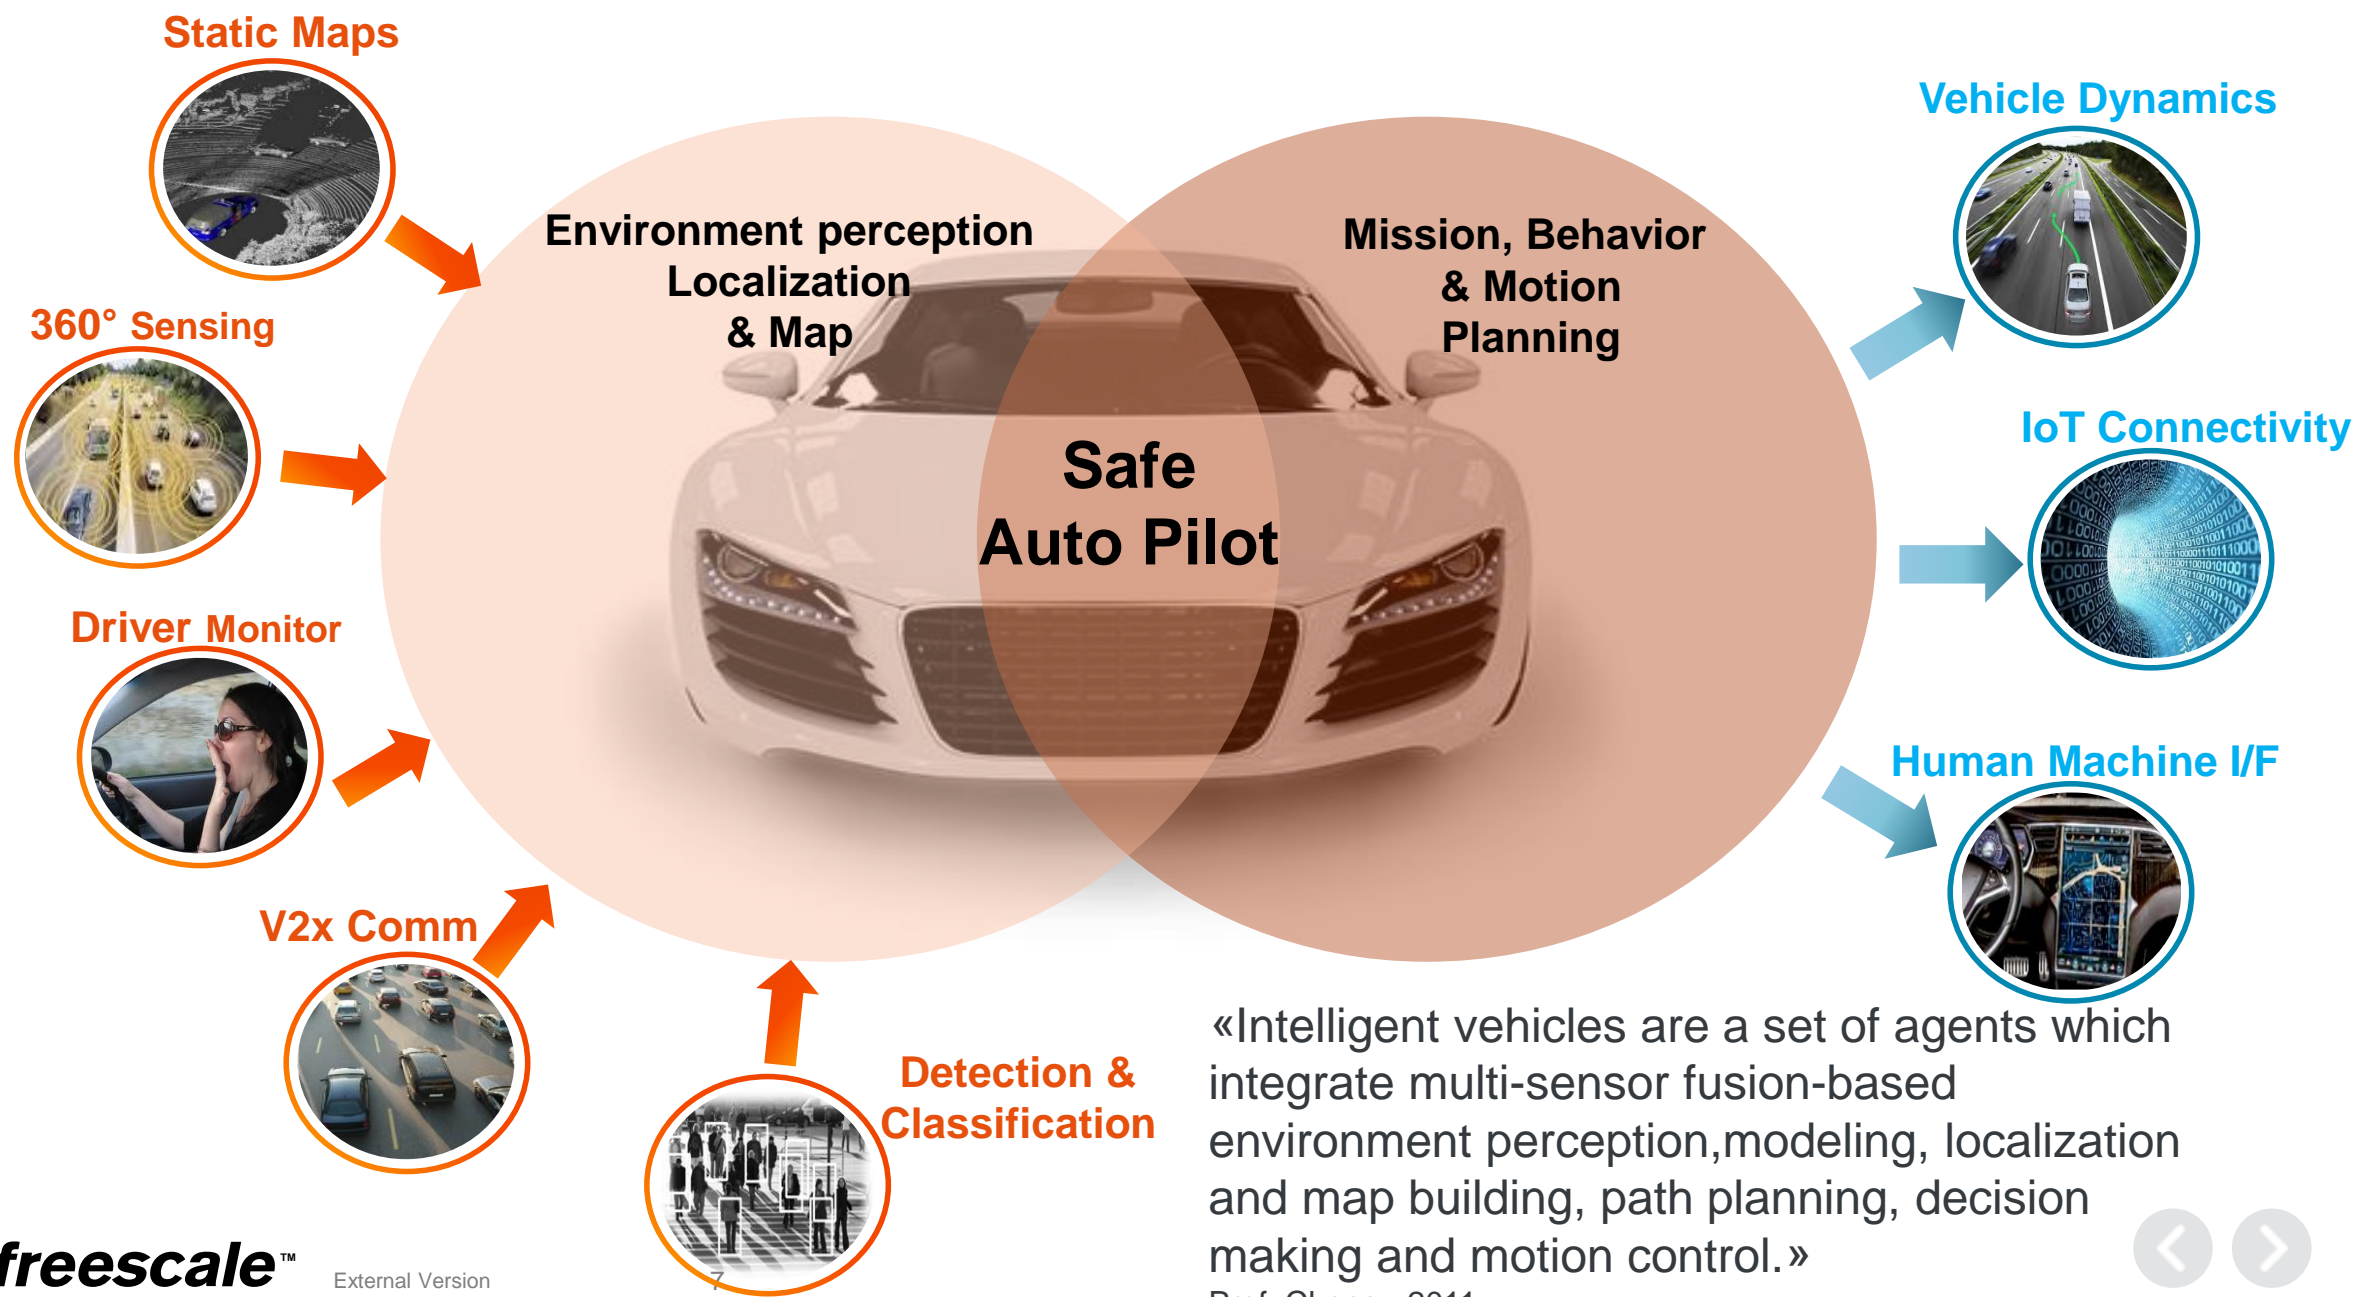 Static Maps
360° Sensing
Driver Monitor
V2x Comm
Detection &
Classification
Environment perception
Localization
& Map
Safe
Auto Pilot
Mission, Behavior
& Motion
Planning
Vehicle Dynamics
IoT Connectivity
Human Machine I/F
«Intelligent vehicles are a set of agents which
integrate multi-sensor fusion-based
environment perception,modeling, localization
and map building, path planning, decision
making and motion control.»
2011
freescale™
External Version
7